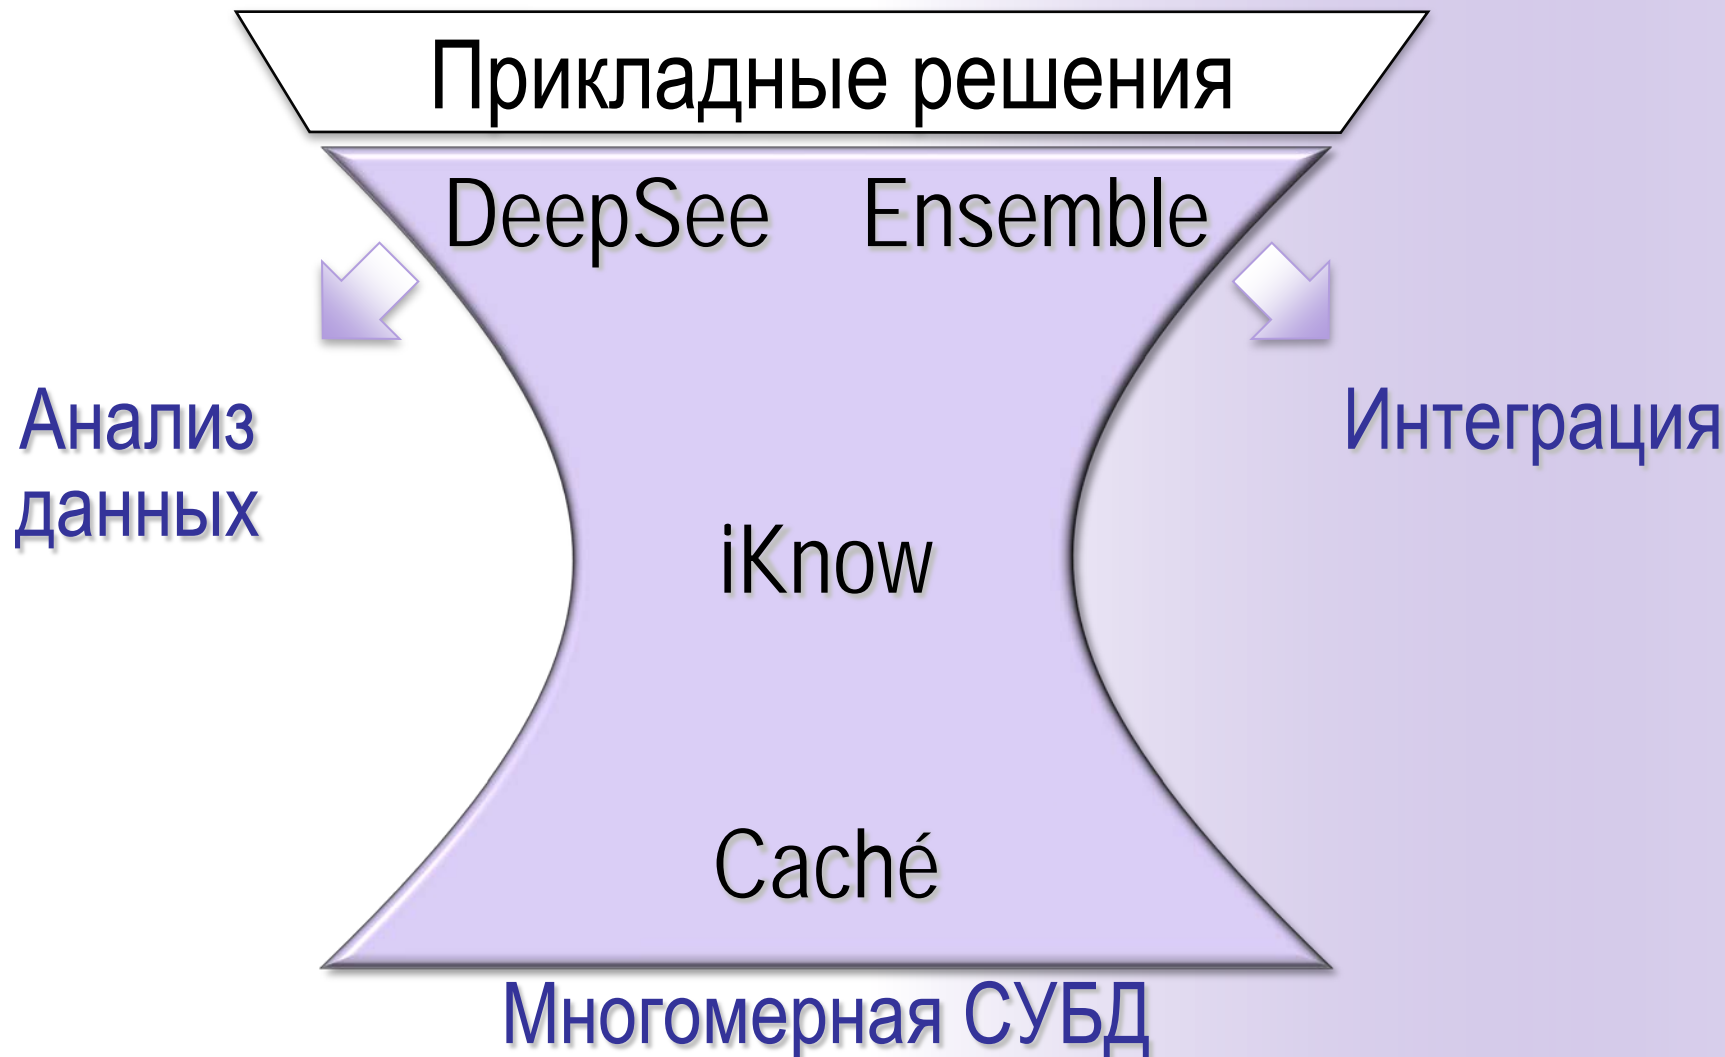 Прикладные решения
DeepSee Ensemble
Анализ
данных
Интеграция
iKnow
Caché
Многомерная СУБД